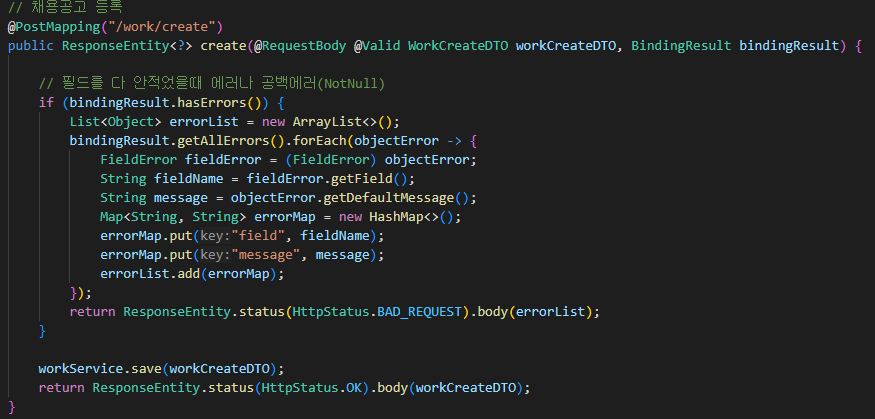 // 채용공고 등록
@PostMapping("/work/create")
public ResponseEntity<?> create(@RequestBody @Valid WorkCreateDTO workCreateDTO, BindingResult bindingResult) {
// 필드를 다 안적었을때 에러나 공백에러(NotNull)
if (bindingResult.hasErrors()) {
List<Object> errorList = new ArrayList<>();
bindingResult.getAllErrors().forEach(objectError -> {
FieldError fieldError = (FieldError) objectError;
String fieldName = fieldError.getField();
String message = objectError.getDefaultMessage();
Map<String, String> errorMap = new HashMap<>();
errorMap.put(key:"field", fieldName);
errorMap.put(key:"message", message);
errorList.add(errorMap);
});
return ResponseEntity.status(HttpStatus.BAD_REQUEST).body(errorList);
}
workService.save(workCreateDTO);
return ResponseEntity.status(HttpStatus.OK).body(workCreateDTO);
}